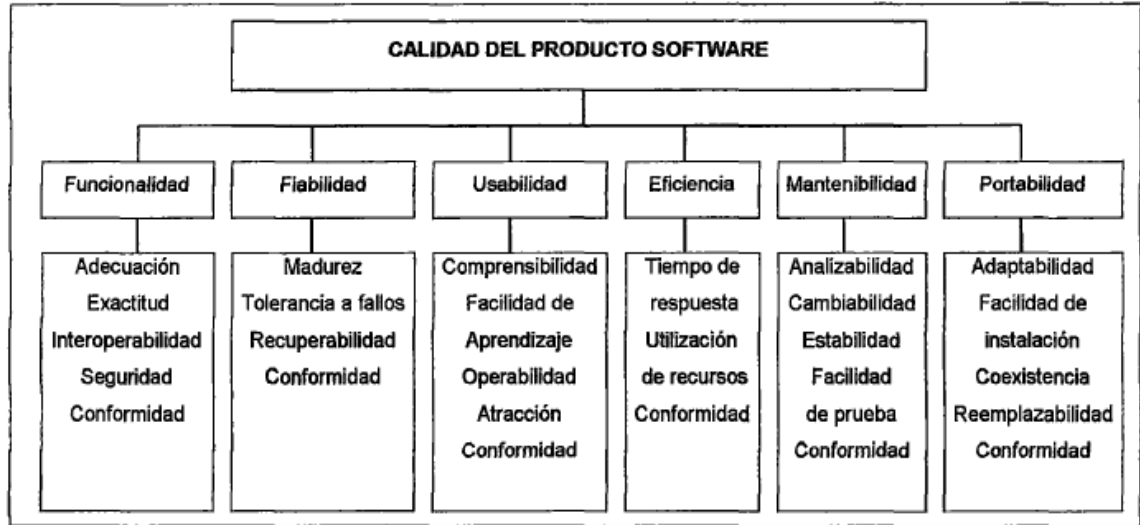 CALIDAD DEL PRODUCTO SOFTWARE
Funcionalidad
Fiabilidad
Usabilidad
Eficiencia
Mantenibilidad
Portabilidad
Adecuación
Exactitud
Interoperabilidad
Seguridad
Conformidad
Madurez
Tolerancia a fallos
Recuperabilidad
Conformidad
Comprensibilidad
Facilidad de
Aprendizaje
Operabilidad
Atracción
Conformidad
Tiempo de
respuesta
Utilización
de recursos
Conformidad
Analizabilidad
Cambiabilidad
Estabilidad
Facilidad
de prueba
Conformidad
Adaptabilidad
Facilidad de
instalación
Coexistencia
Reemplazabilidad
Conformidad